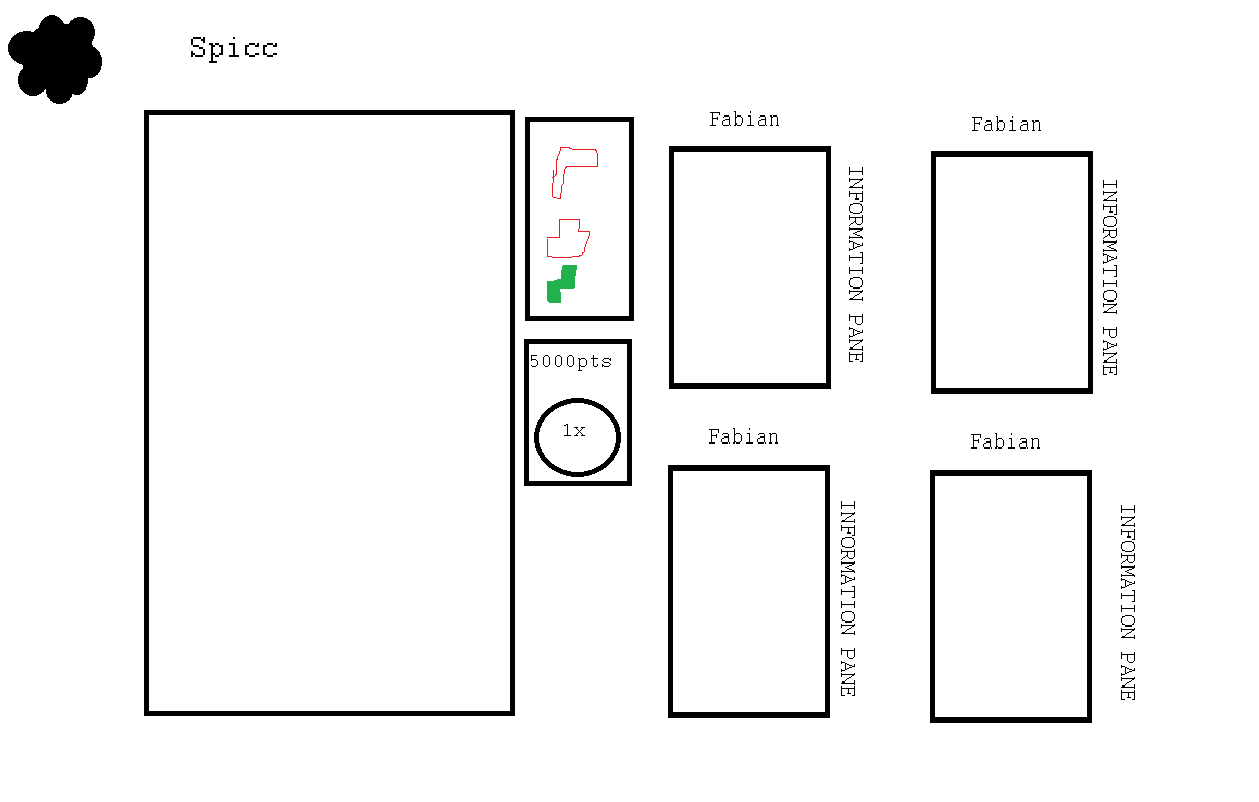 Spicc
Fabian
Fabian
INFORMATION PANE
INFORMATION PANE
5000pts
1x
Fabian
Fabian
INFORMATION PANE
INFORMATION PANE